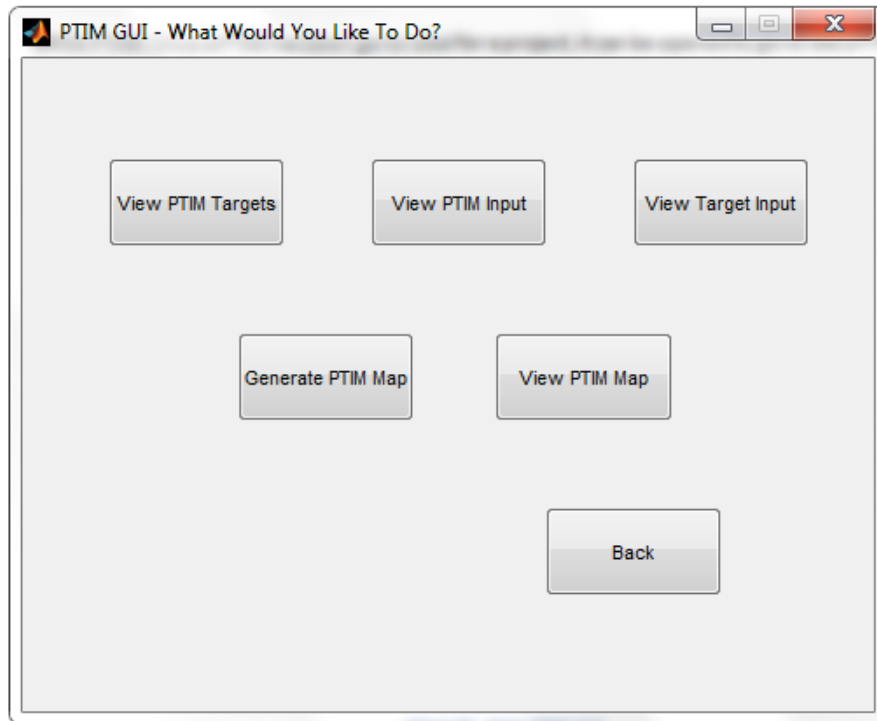 PTIM GUI - What Would You Like To Do?
View PTIM Targets
View PTIM Input
View Target Input
Generate PTIM Map
View PTIM Map
Back